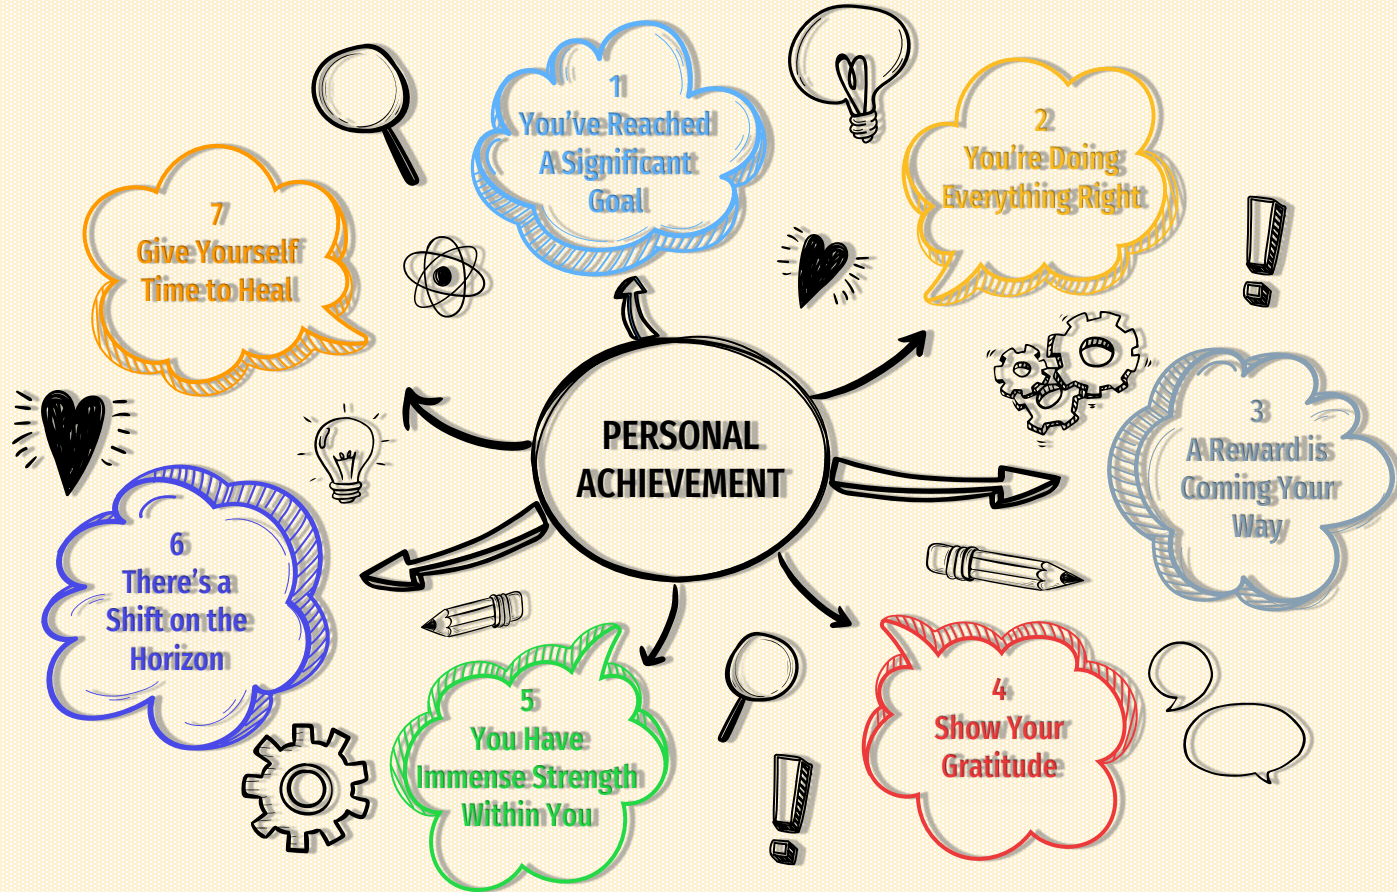 PERSONAL
ACHIEVEMENT
1
You've Reached
A Significant
Goal
2
You're Doing
Everything Right
3
A Reward is
Coming Your
Way
4
Show Your
Gratitude
5
You Have
Immense Strength
Within You
6
There's a
Shift on the
Horizon
7
Give Yourself
Time to Heal